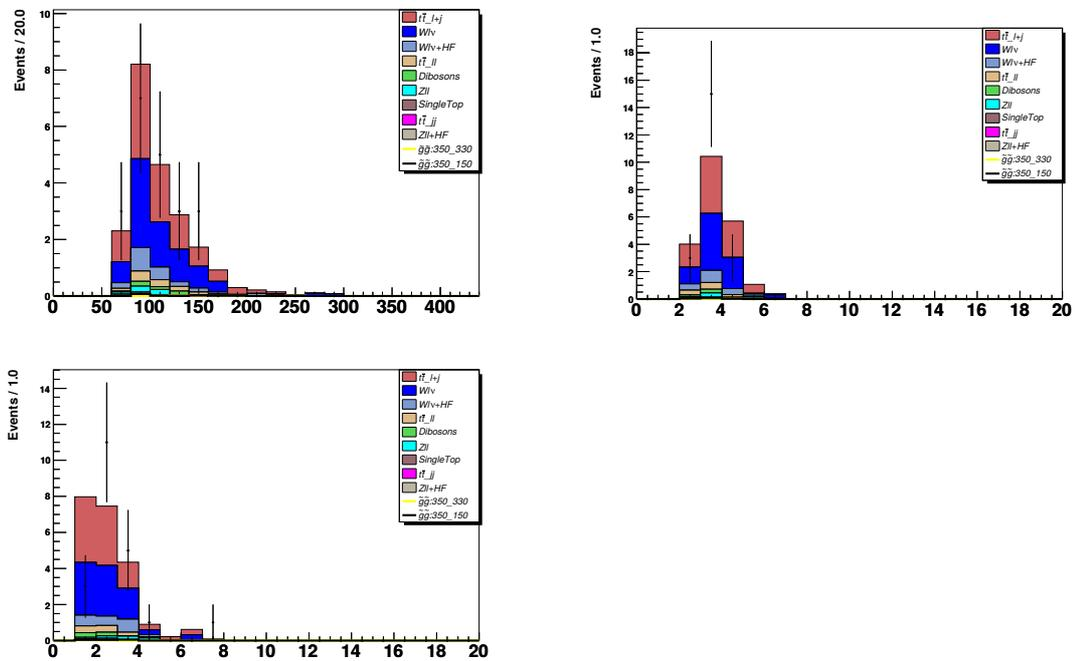 Events / 20.0
10
8
6
4
2
0
0 50 100 150 200 250 300 350 400
tt̄_l+j
Wlν
Wlν+HF
tt̄_ll
Dibosons
Zll
SingleTop
tt̄_jj
Zll+HF
g̃g̃:350_330
g̃g̃:350_150
Events / 1.0
18
16
14
12
10
8
6
4
2
0
0 2 4 6 8 10 12 14 16 18 20
tt̄_l+j
Wlν
Wlν+HF
tt̄_ll
Dibosons
Zll
SingleTop
tt̄_jj
Zll+HF
g̃g̃:350_330
g̃g̃:350_150
Events / 1.0
14
12
10
8
6
4
2
0
0 2 4 6 8 10 12 14 16 18 20
tt̄_l+j
Wlν
Wlν+HF
tt̄_ll
Dibosons
Zll
SingleTop
tt̄_jj
Zll+HF
g̃g̃:350_330
g̃g̃:350_150